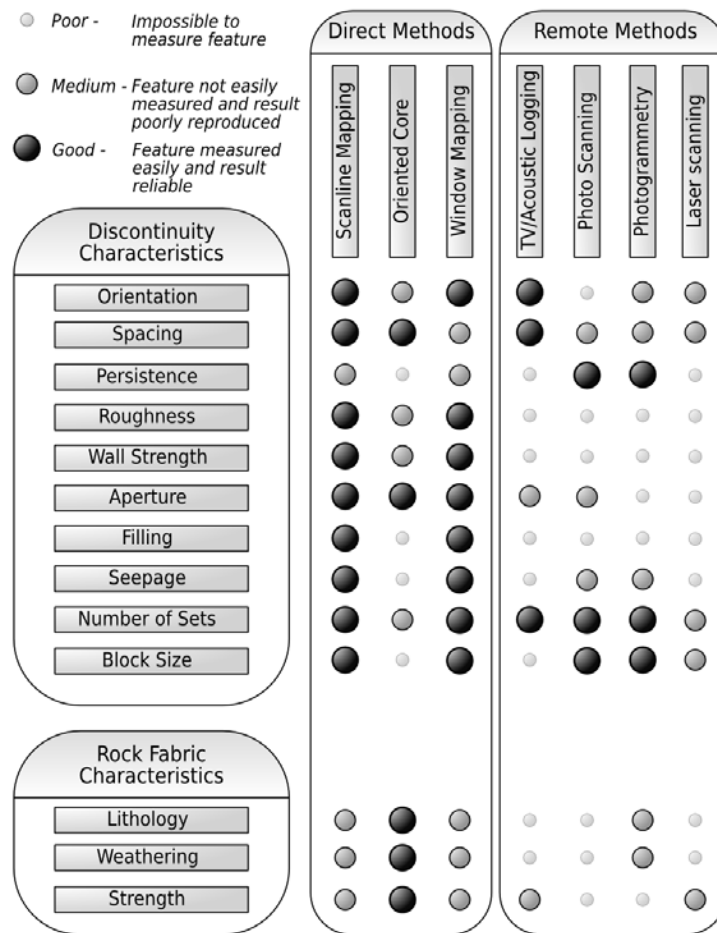 Poor - Impossible to
measure feature
Medium - Feature not easily
measured and result
poorly reproduced
Good - Feature measured
easily and result
reliable
Direct Methods
Remote Methods
Scanline Mapping
Oriented Core
Window Mapping
TV/Acoustic Logging
Photo Scanning
Photogrammetry
Laser scanning
Discontinuity
Characteristics
Orientation
Spacing
Persistence
Roughness
Wall Strength
Aperture
Filling
Seepage
Number of Sets
Block Size
Rock Fabric
Characteristics
Lithology
Weathering
Strength